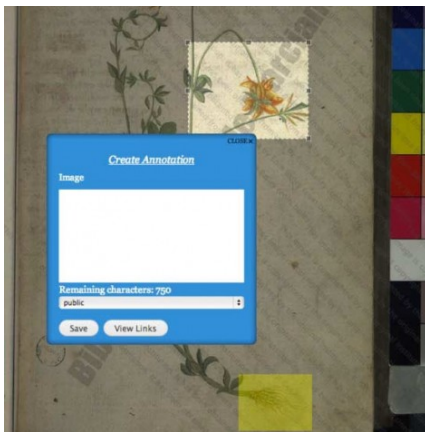 CLOSE ×
Create Annotation
Image
Remaining characters: 750
public
Save
View Links